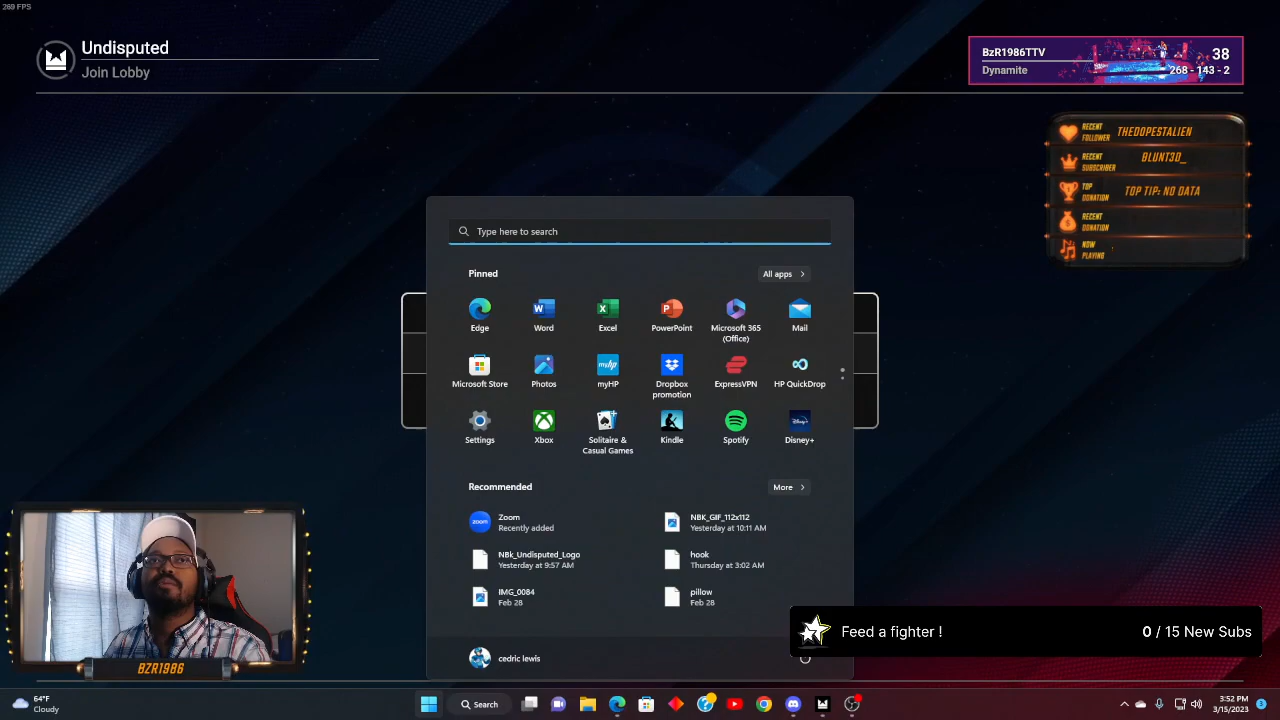 269 FPS
Undisputed
Join Lobby
BzR1986TTV
38
Dynamite
268 - 143 - 2
RECENT FOLLOWER THEDOPESTALIEN
RECENT SUBSCRIBER BLUNT3D_
TOP DONATION TOP TIP: NO DATA
RECENT DONATION
NOW PLAYING
Type here to search
Pinned
All apps
Edge
Word
Excel
PowerPoint
Microsoft 365 (Office)
Mail
Microsoft Store
Photos
myhp
myHP
Dropbox promotion
ExpressVPN
HP QuickDrop
Settings
Xbox
Solitaire & Casual Games
Kindle
Spotify
Disney+
Recommended
More
zoom
Zoom
Recently added
NBK_GIF_112x112
Yesterday at 10:11 AM
NBk_Undisputed_Logo
Yesterday at 9:57 AM
hook
Thursday at 3:02 AM
IMG_0084
Feb 28
pillow
Feb 28
Feed a fighter !
0 / 15 New Subs
cedric lewis
BZR1986
64°F
Cloudy
Search
3:52 PM
3/15/2023
3